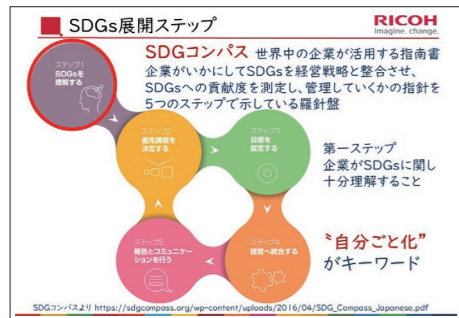 SDGs展開ステップ
RICOH
imagine. change.
SDGコンパス 世界中の企業が活用する指南書
企業がいかにしてSDGsを経営戦略と整合させ、
SDGsへの貢献度を測定し、管理していくかの指針を
5つのステップで示している羅針盤
ステップ1
SDGsを
理解する
ステップ2
優先課題を
決定する
ステップ3
目標を
設定する
第一ステップ
企業がSDGsに関し
十分理解すること
ステップ5
報告とコミュニケー
ションを行う
ステップ4
経営へ統合する
〝自分ごと化〟
がキーワード
SDGコンパスより https://sdgcompass.org/wp-content/uploads/2016/04/SDG_Compass_Japanese.pdf